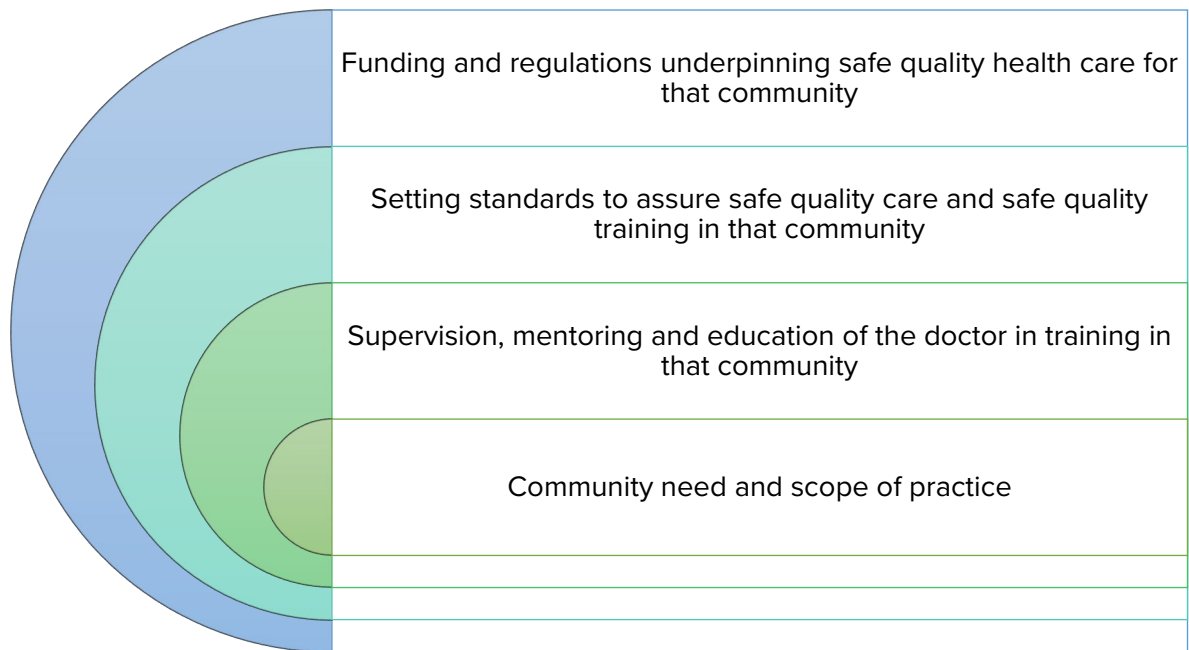 Funding and regulations underpinning safe quality health care for
that community
Setting standards to assure safe quality care and safe quality
training in that community
Supervision, mentoring and education of the doctor in training in
that community
Community need and scope of practice